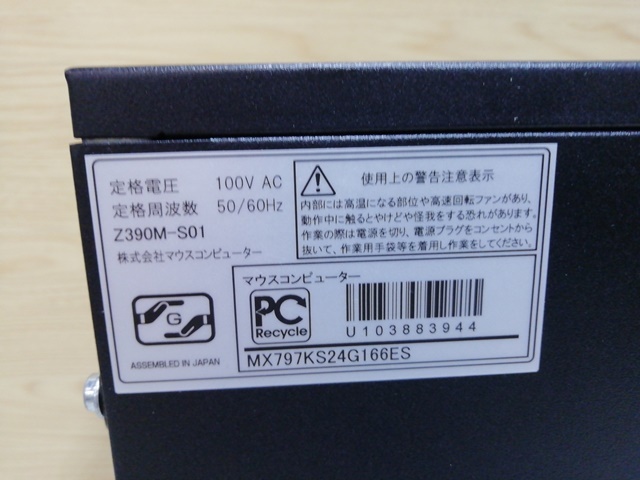 定格電圧 100V AC
定格周波数 50/60Hz
Z390M-S01
株式会社マウスコンピューター
使用上の警告注意表示
内部には高温になる部位や高速回転ファンがあり、
動作中に触るとやけどや怪我をする恐れがあります。
作業の際は電源を切り、電源プラグをコンセントから
抜いて、作業用手袋等を着用し作業をしてください。
G
ASSEMBLED IN JAPAN
マウスコンピューター
PC
Recycle
U103883944
MX797KS24G166ES